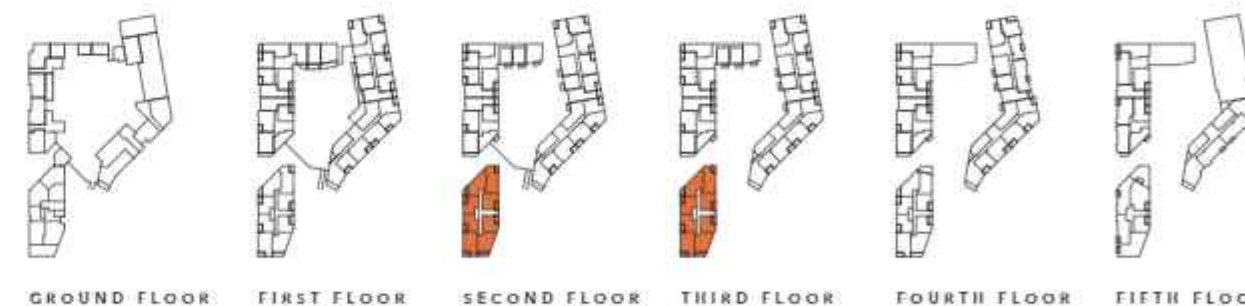 GROUND FLOOR
FIRST FLOOR
SECOND FLOOR
THIRD FLOOR
FOURTH FLOOR
FIFTH FLOO